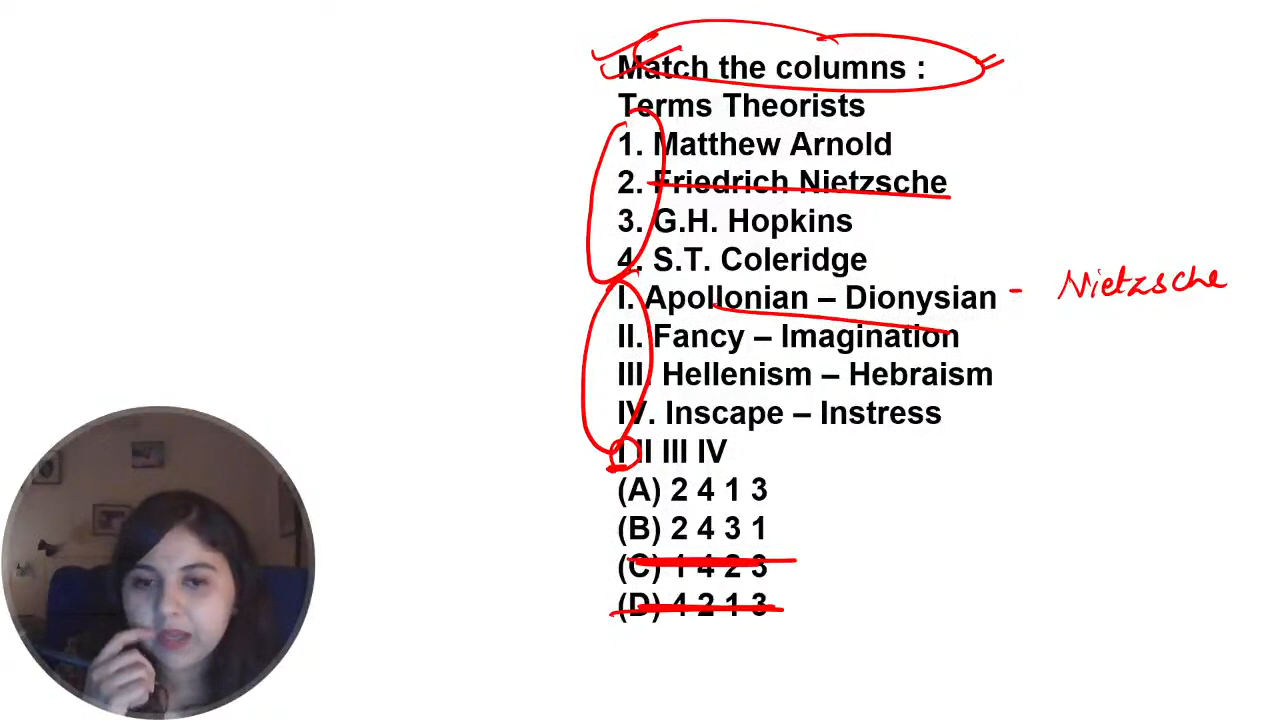 Match the columns :
Terms Theorists
1. Matthew Arnold
2. Friedrich Nietzsche
3. G.H. Hopkins
4. S.T. Coleridge
I. Apollonian – Dionysian - Nietzsche
II. Fancy – Imagination
III. Hellenism – Hebraism
IV. Inscape – Instress
I II III IV
(A) 2 4 1 3
(B) 2 4 3 1
(C) 1 4 2 3
(D) 4 2 1 3